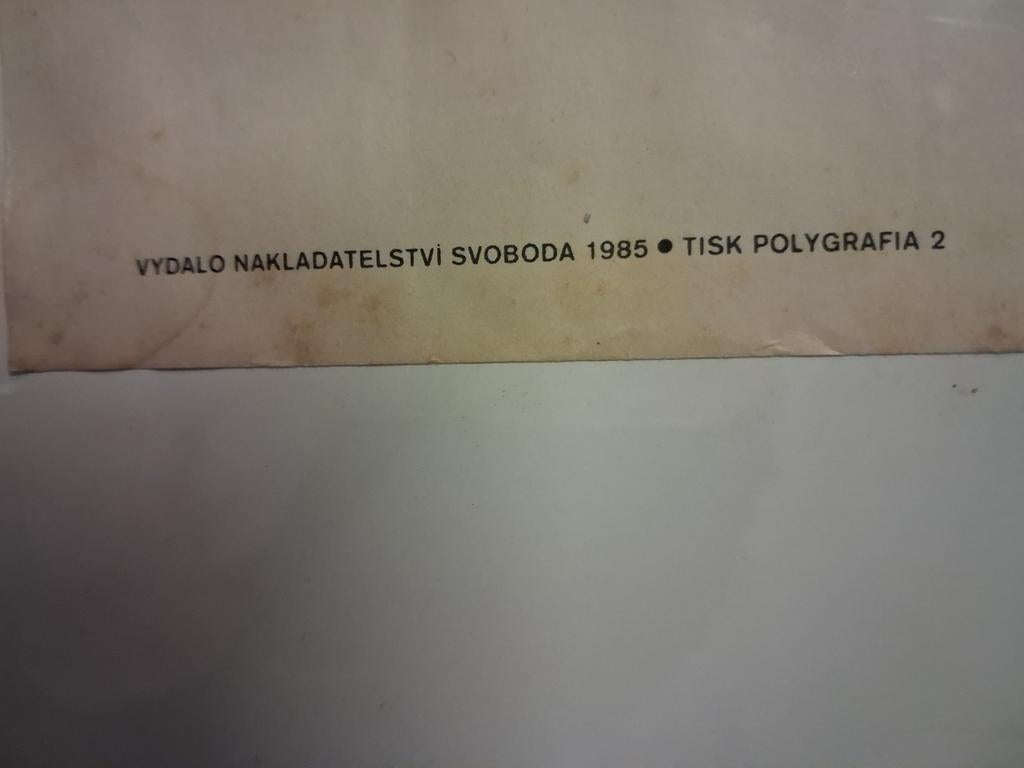 VYDALO NAKLADATELSTVÍ SVOBODA 1985 ● TISK POLYGRAFIA 2